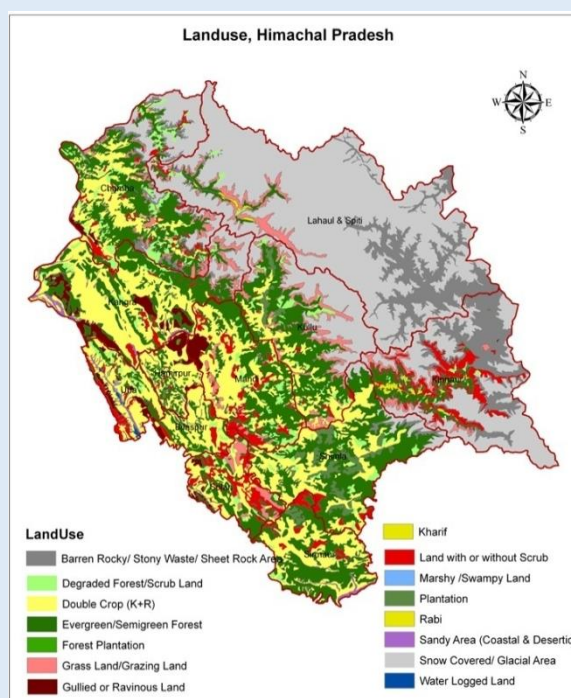 Landuse, Himachal Pradesh
N
W
E
S
Chamba
Lahaul & Spiti
Kangra
Kullu
Mandi
Kinnaur
Hamirpur
Una
Bilaspur
Shimla
Solan
Sirmaur
LandUse
Barren Rocky/ Stony Waste/ Sheet Rock Area
Degraded Forest/Scrub Land
Double Crop (K+R)
Evergreen/Semigreen Forest
Forest Plantation
Grass Land/Grazing Land
Gullied or Ravinous Land
Kharif
Land with or without Scrub
Marshy /Swampy Land
Plantation
Rabi
Sandy Area (Coastal & Desertic
Snow Covered/ Glacial Area
Water Logged Land